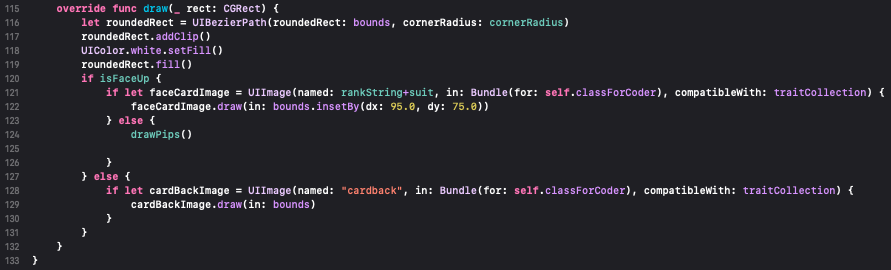 115 override func draw(_ rect: CGRect) {
116 let roundedRect = UIBezierPath(roundedRect: bounds, cornerRadius: cornerRadius)
117 roundedRect.addClip()
118 UIColor.white.setFill()
119 roundedRect.fill()
120 if isFaceUp {
121 if let faceCardImage = UIImage(named: rankString+suit, in: Bundle(for: self.classForCoder), compatibleWith: traitCollection) {
122 faceCardImage.draw(in: bounds.insetBy(dx: 95.0, dy: 75.0))
123 } else {
124 drawPips()
125
126 }
127 } else {
128 if let cardBackImage = UIImage(named: "cardback", in: Bundle(for: self.classForCoder), compatibleWith: traitCollection) {
129 cardBackImage.draw(in: bounds)
130 }
131 }
132 }
133 }